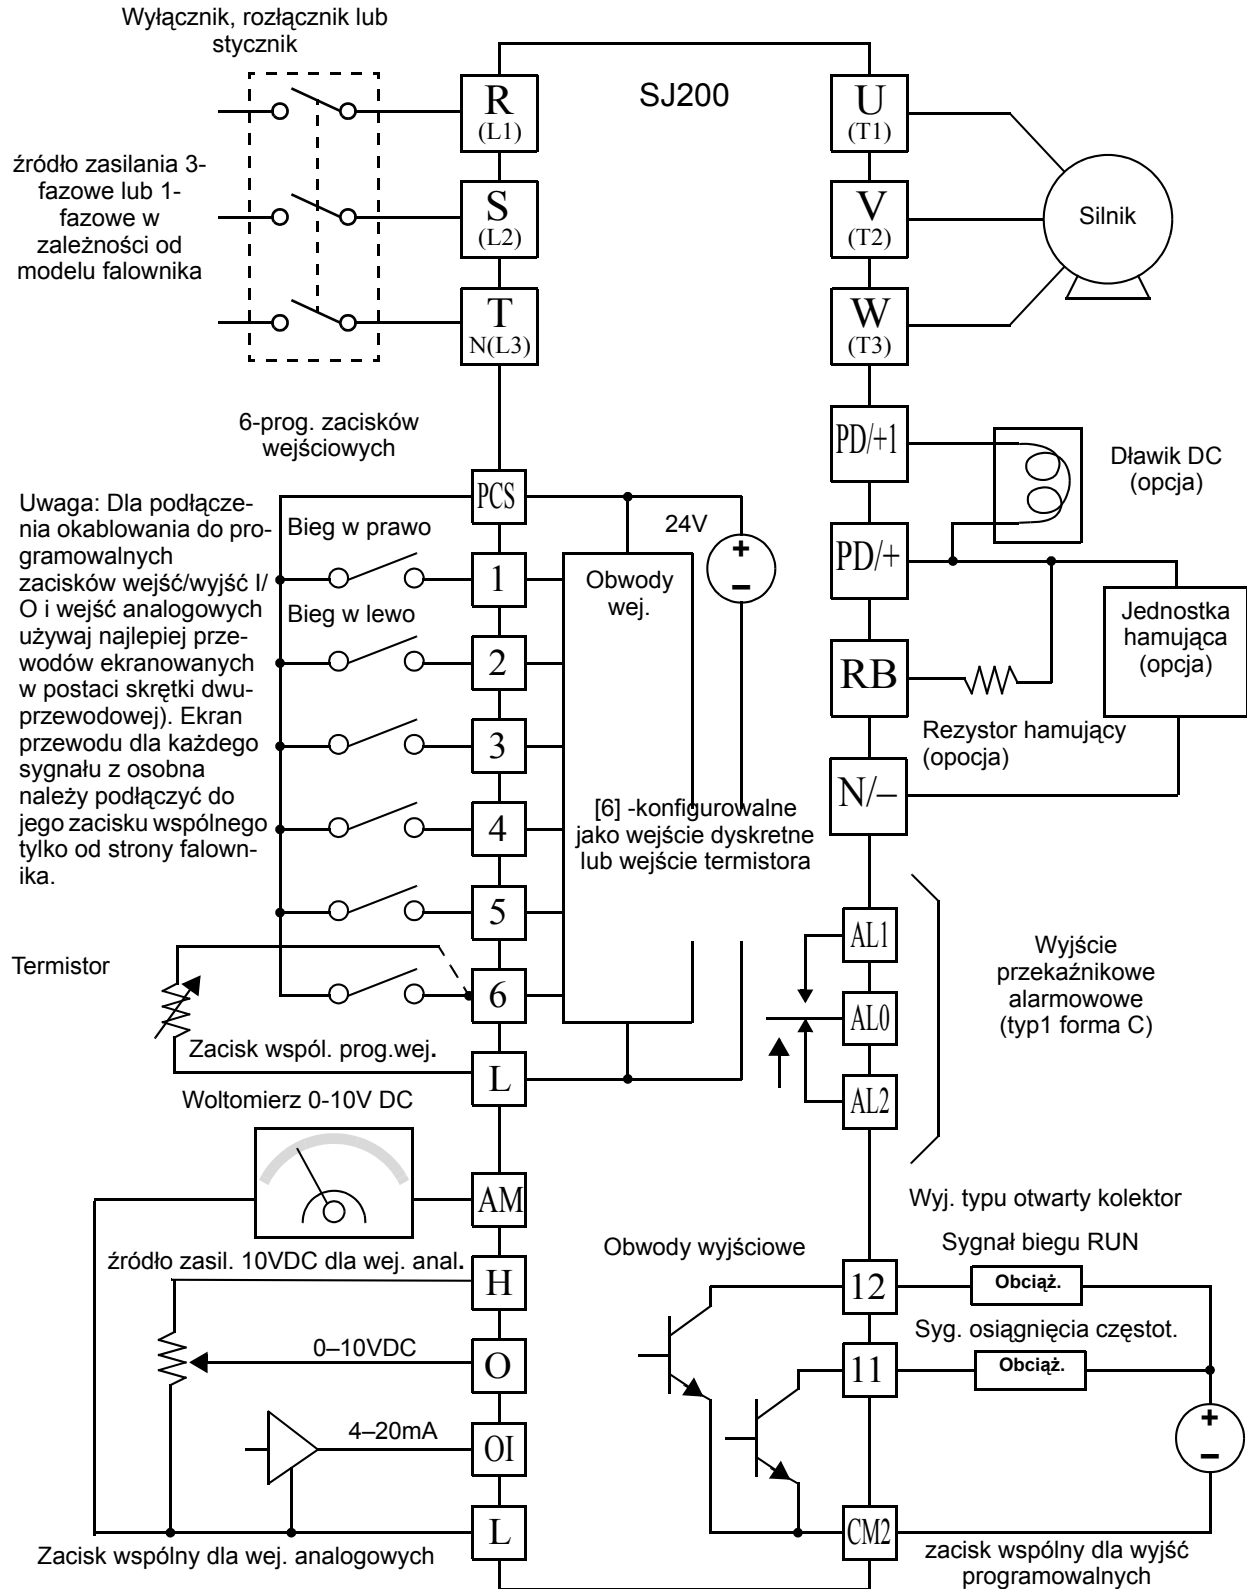 Wyłącznik, rozłącznik lub
stycznik
SJ200
R
(L1)
U
(T1)
źródło zasilania 3-
fazowe lub 1-
fazowe w
zależności od
modelu falownika
S
(L2)
V
(T2)
Silnik
T
N(L3)
W
(T3)
6-prog. zacisków
wejściowych
PD/+1
Dławik DC
(opcja)
PCS
24V
+
–
Uwaga: Dla podłącze-
nia okablowania do pro-
gramowalnych
zacisków wejść/wyjść I/
O i wejść analogowych
używaj najlepiej prze-
wodów ekranowanych
w postaci skrętki dwu-
przewodowej). Ekran
przewodu dla każdego
sygnału z osobna
należy podłączyć do
jego zacisku wspólnego
tylko od strony falown-
ika.
Bieg w prawo
1
Obwody
wej.
PD/+
Bieg w lewo
2
RB
Jednostka
hamująca
(opcja)
Rezystor hamujący
(opocja)
3
N/–
4
[6] -konfigurowalne
jako wejście dyskretne
lub wejście termistora
5
AL1
Termistor
6
AL0
Wyjście
przekaźnikowe
alarmowowe
(typ1 forma C)
Zacisk wspól. prog.wej.
L
AL2
Woltomierz 0-10V DC
AM
Wyj. typu otwarty kolektor
źródło zasil. 10VDC dla wej. anal.
H
Obwody wyjściowe
Sygnał biegu RUN
12
Obciąż.
0–10VDC
O
Syg. osiągnięcia częstot.
11
Obciąż.
4–20mA
OI
+
–
L
CM2
Zacisk wspólny dla wej. analogowych
zacisk wspólny dla wyjść
programowalnych